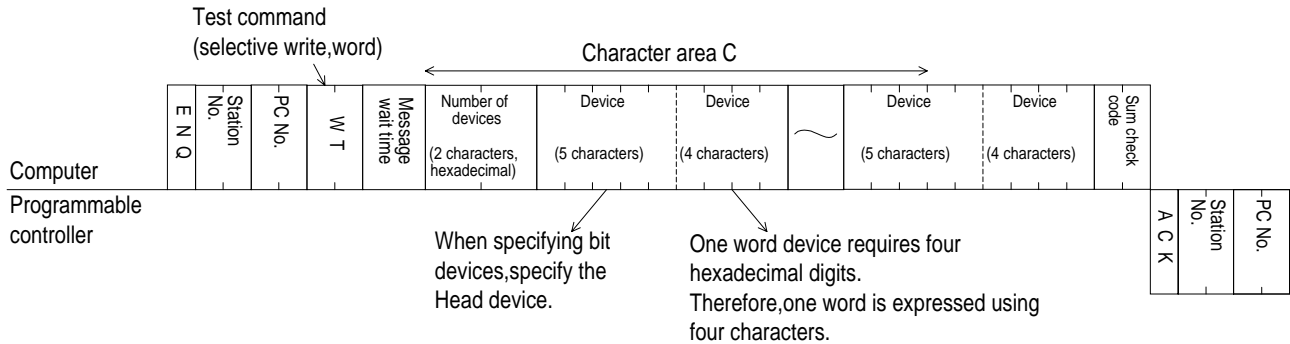 Test command
(selective write,word)
Character area C
E N Q
Station
No.
PC No.
W T
Message
wait time
Number of
devices
(2 characters,
hexadecimal)
Device
(5 characters)
Device
(4 characters)
Device
(5 characters)
Device
(4 characters)
Sum check
code
Computer
Programmable
controller
When specifying bit
devices,specify the
Head device.
One word device requires four
hexadecimal digits.
Therefore,one word is expressed using
four characters.
A C K
Station
No.
PC No.